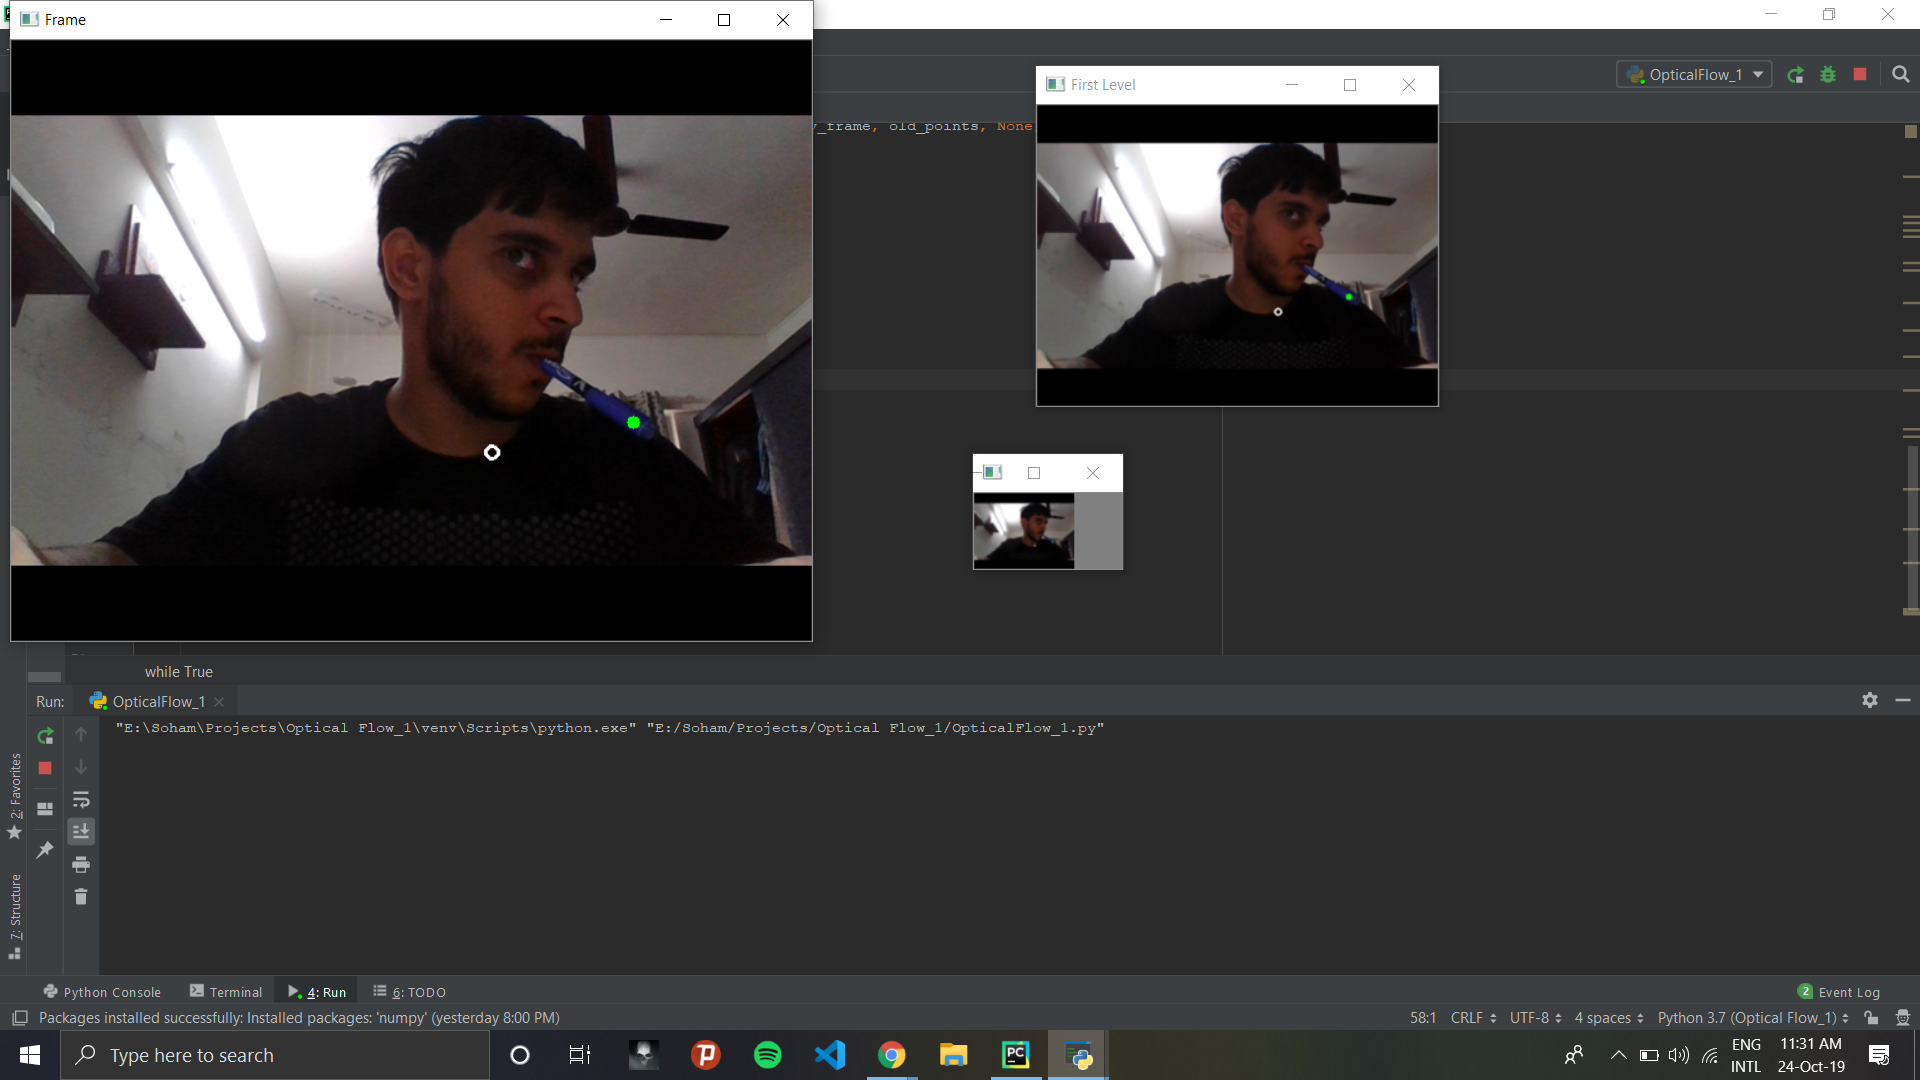 Frame
First Level
OpticalFlow_1
y_frame, old_points, None
while True
Run:
OpticalFlow_1
"E:\Soham\Projects\Optical Flow_1\venv\Scripts\python.exe" "E:/Soham/Projects/Optical Flow_1/OpticalFlow_1.py"
2: Favorites
7: Structure
Python Console
Terminal
4: Run
6: TODO
2 Event Log
Packages installed successfully: Installed packages: 'numpy' (yesterday 8:00 PM)
58:1 CRLF UTF-8 4 spaces Python 3.7 (Optical Flow_1)
Type here to search
PC
ENG
INTL
11:31 AM
24-Oct-19